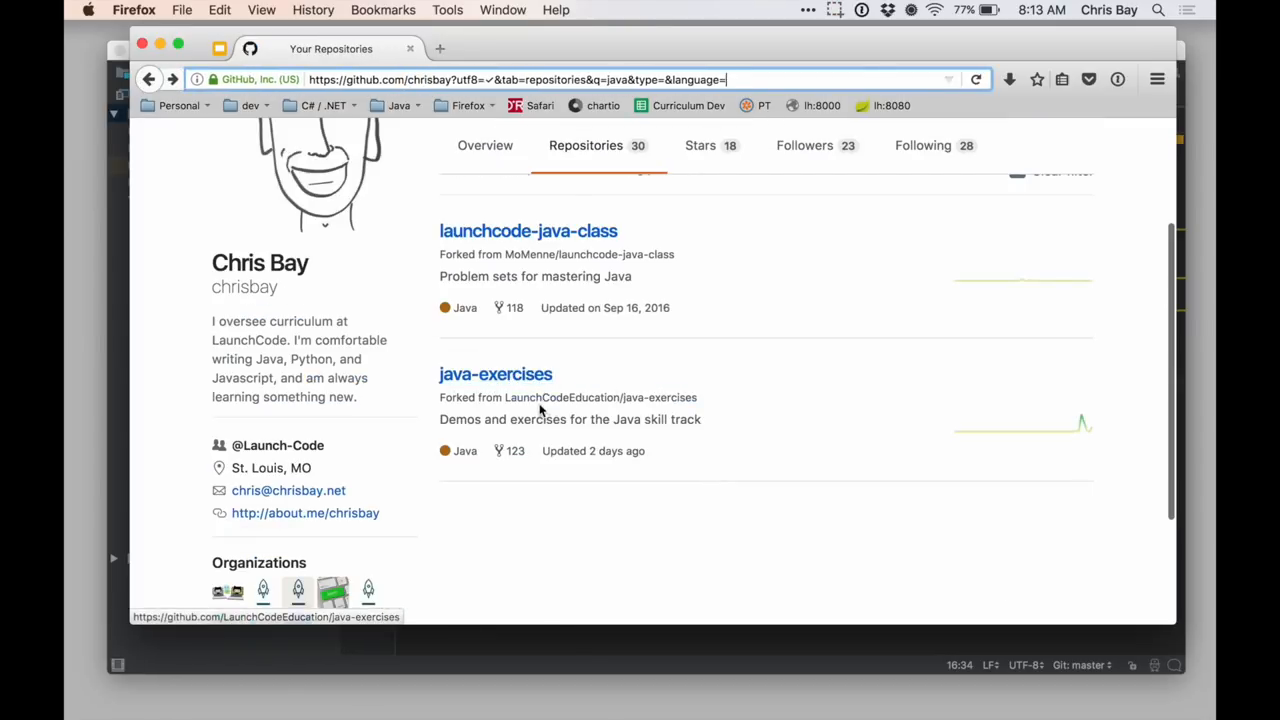 Firefox File Edit View History Bookmarks Tools Window Help 77% 8:13 AM Chris Bay
Your Repositories
GitHub, Inc. (US) https://github.com/chrisbay?utf8=✓&tab=repositories&q=java&type=&language=
Personal dev C# / .NET Java Firefox Safari chartio Curriculum Dev PT lh:8000 lh:8080
Overview Repositories 30 Stars 18 Followers 23 Following 28
launchcode-java-class
Forked from MoMenne/launchcode-java-class
Problem sets for mastering Java
Java 118 Updated on Sep 16, 2016
java-exercises
Forked from LaunchCodeEducation/java-exercises
Demos and exercises for the Java skill track
Java 123 Updated 2 days ago
Chris Bay
chrisbay
I oversee curriculum at
LaunchCode. I'm comfortable
writing Java, Python, and
Javascript, and am always
learning something new.
@Launch-Code
St. Louis, MO
chris@chrisbay.net
http://about.me/chrisbay
Organizations
https://github.com/LaunchCodeEducation/java-exercises
16:34 LF÷ UTF-8÷ Git: master÷